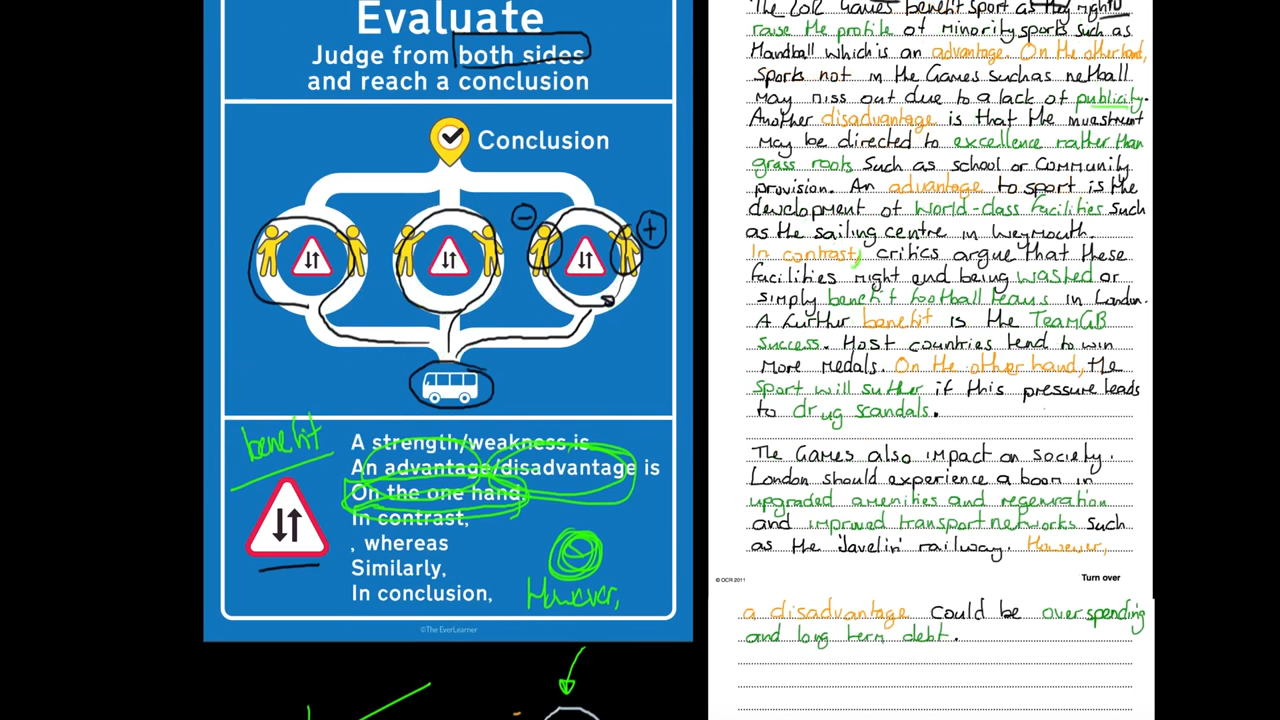 Evaluate
Judge from both sides
and reach a conclusion
Conclusion
benefit
A strength/weakness is
An advantage/disadvantage is
On the one hand,
In contrast,
, whereas
Similarly,
In conclusion,
However,
©The EverLearner
The LOR Games benefit sport as they might
raise the profile of minority sports such as
Handball which is an advantage. On the other hand,
sports not in the Games such as netball
may miss out due to a lack of publicity.
Another disadvantage is that the investment
may be directed to excellence rather than
grass roots such as school or community
provision. An advantage to sport is the
development of world-class facilities such
as the sailing centre in Weymouth.
In contrast, critics argue that these
facilities might end being wasted or
simply benefit football teams in London.
A further benefit is the TeamGB
success. Host countries tend to win
more medals. On the other hand, the
sport will suffer if this pressure leads
to drug scandals.
The Games also impact on society.
London should experience a boom in
upgraded amenities and regeneration
and improved transport networks such
as the 'Javelin' railway. However,
© OCR 2011
Turn over
a disadvantage could be overspending
and long term debt.